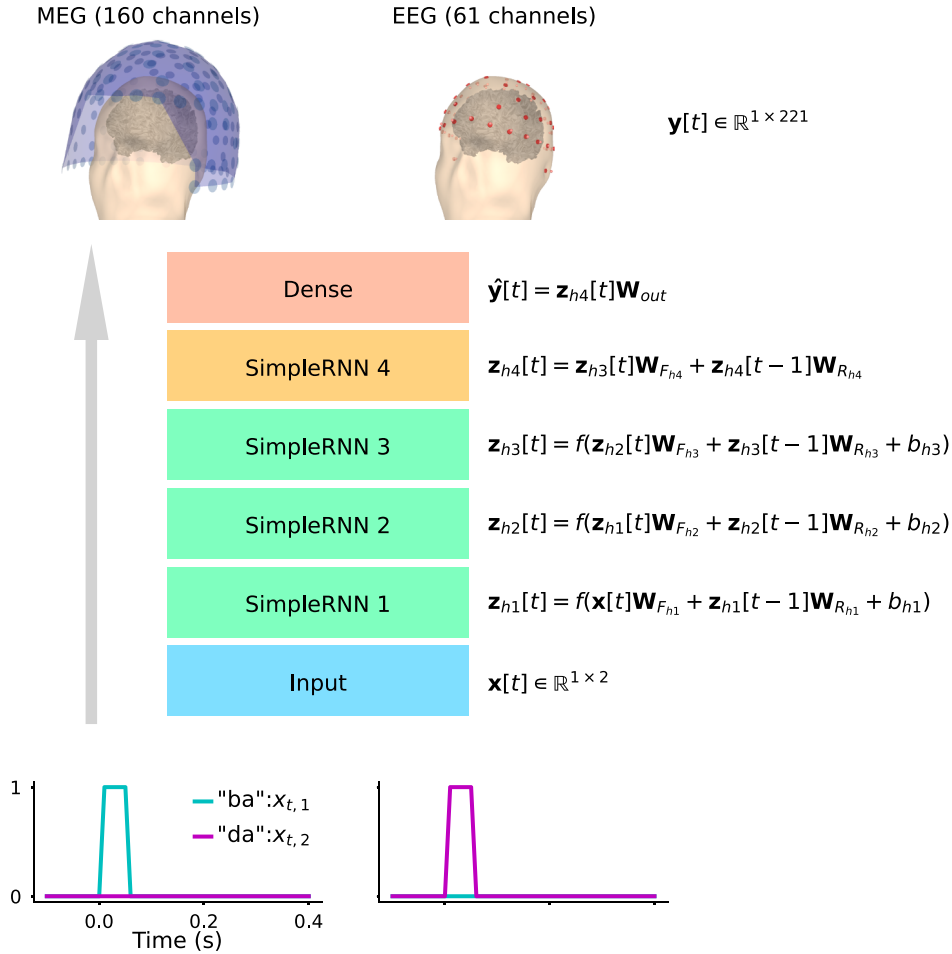 MEG (160 channels)
EEG (61 channels)
𝐲[t] ∈ ℝ^{1 × 221}
Dense
𝐲̂[t] = 𝐳_{h4}[t]𝐖_{out}
SimpleRNN 4
𝐳_{h4}[t] = 𝐳_{h3}[t]𝐖_{F_{h4}} + 𝐳_{h4}[t − 1]𝐖_{R_{h4}}
SimpleRNN 3
𝐳_{h3}[t] = f(𝐳_{h2}[t]𝐖_{F_{h3}} + 𝐳_{h3}[t − 1]𝐖_{R_{h3}} + b_{h3})
SimpleRNN 2
𝐳_{h2}[t] = f(𝐳_{h1}[t]𝐖_{F_{h2}} + 𝐳_{h2}[t − 1]𝐖_{R_{h2}} + b_{h2})
SimpleRNN 1
𝐳_{h1}[t] = f(𝐱[t]𝐖_{F_{h1}} + 𝐳_{h1}[t − 1]𝐖_{R_{h1}} + b_{h1})
Input
𝐱[t] ∈ ℝ^{1 × 2}
1
"ba":x_{t, 1}
"da":x_{t, 2}
0
0.0 0.2 0.4
Time (s)